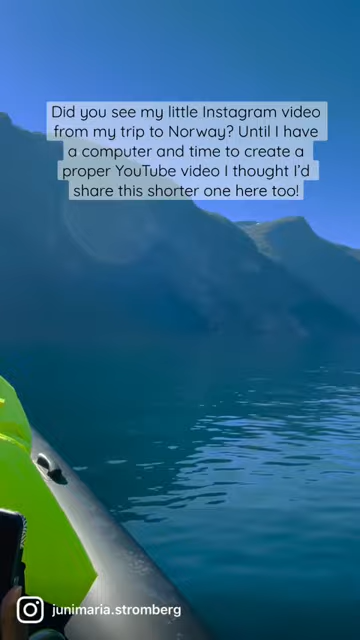 Did you see my little Instagram video
from my trip to Norway? Until I have
a computer and time to create a
proper YouTube video I thought I'd
share this shorter one here too!
junimaria.stromberg